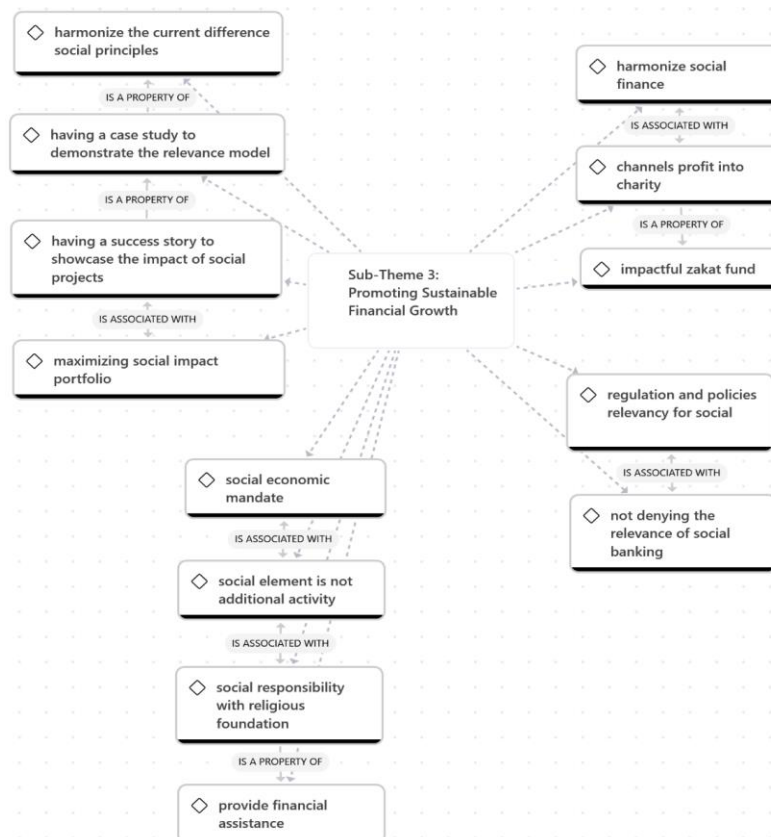 harmonize the current difference
social principles
IS A PROPERTY OF
having a case study to
demonstrate the relevance model
IS A PROPERTY OF
having a success story to
showcase the impact of social
projects
IS ASSOCIATED WITH
maximizing social impact
portfolio
Sub-Theme 3:
Promoting Sustainable
Financial Growth
harmonize social
finance
IS ASSOCIATED WITH
channels profit into
charity
IS A PROPERTY OF
impactful zakat fund
regulation and policies
relevancy for social
IS ASSOCIATED WITH
not denying the
relevance of social
banking
social economic
mandate
IS ASSOCIATED WITH
social element is not
additional activity
IS ASSOCIATED WITH
social responsibility
with religious
foundation
IS A PROPERTY OF
provide financial
assistance